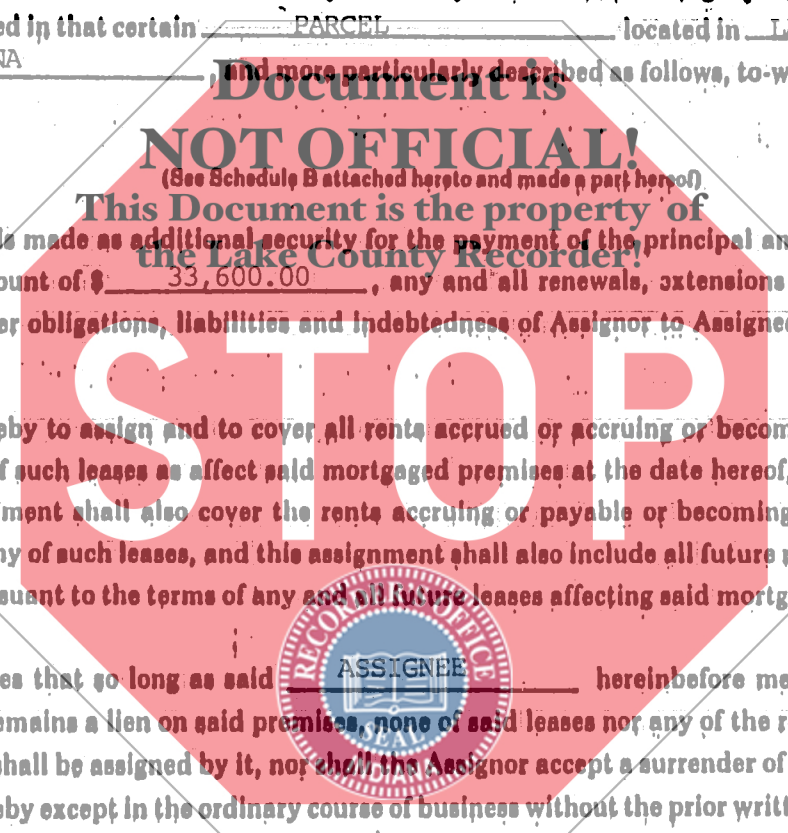 ed in that certain PARCEL located in L
NA , and more particularly described as follows, to-w
Document is
NOT OFFICIAL!
(See Schedule B attached hereto and made a part hereof)
This Document is the property of
is made as additional security for the payment of the principal an
the Lake County Recorder!
ount of $ 33,600.00 , any and all renewals, extensions
er obligations, liabilities and indebtedness of Assignor to Assignee
STOP
eby to assign and to cover all rents accrued or accruing or becom
f such leases as affect said mortgaged premises at the date hereof,
ment shall also cover the rents accruing or payable or becoming
ny of such leases, and this assignment shall also include all future
suant to the terms of any and all future leases affecting said mortg
RECORDER'S OFFICE
es that so long as said ASSIGNEE hereinbefore me
emains a lien on said premises, none of said leases nor any of the r
SEAL
shall be assigned by it, nor shall the Assignor accept a surrender of
INDIANA
eby except in the ordinary course of business without the prior writt